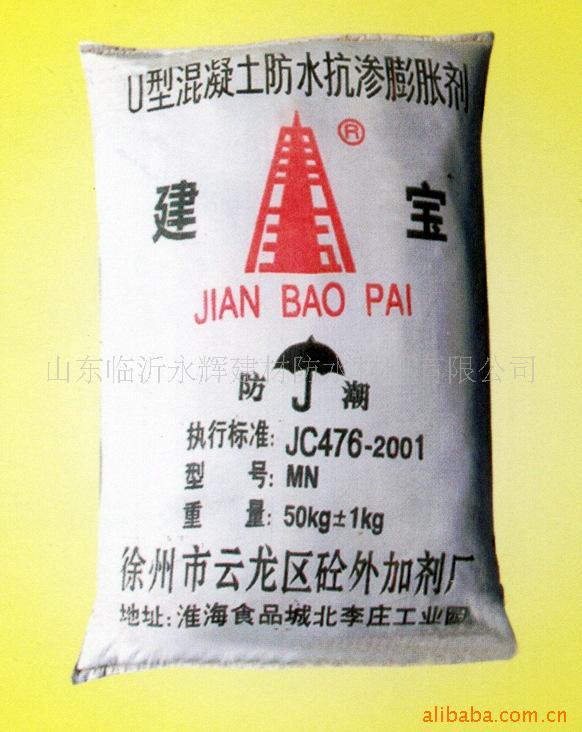 U型混凝土防水抗渗膨胀剂
®
建 宝
JIAN BAO PAI
山东临沂永辉建材防水 有限公司
防 潮
执行标准: JC476-2001
型 号: MN
重 量: 50kg±1kg
徐州市云龙区砼外加剂厂
地址: 淮海食品城北李庄工业园
alibaba.com.cn